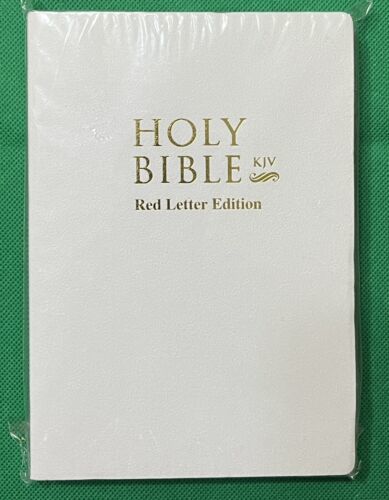 HOLY
BIBLE KJV
Red Letter Edition